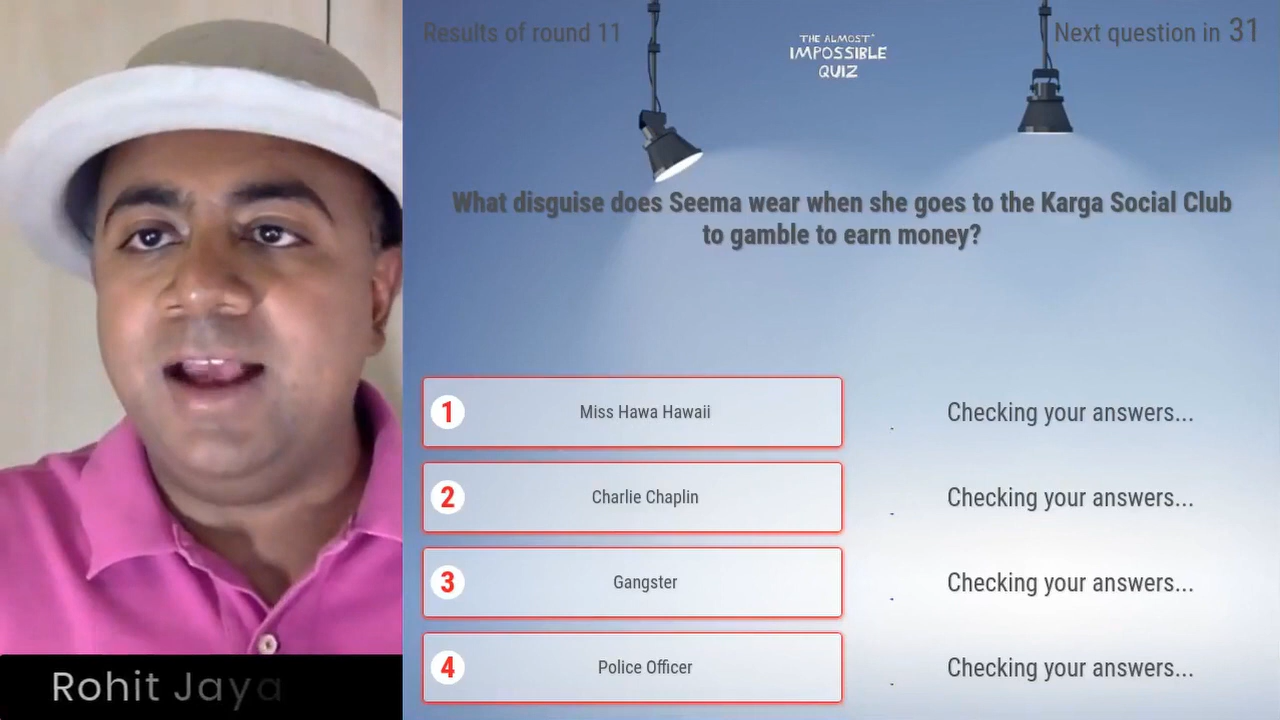 Results of round 11
THE ALMOST
IMPOSSIBLE
QUIZ
Next question in 31
What disguise does Seema wear when she goes to the Karga Social Club
to gamble to earn money?
1 Miss Hawa Hawaii Checking your answers...
2 Charlie Chaplin Checking your answers...
3 Gangster Checking your answers...
4 Police Officer Checking your answers...
Rohit Jaya